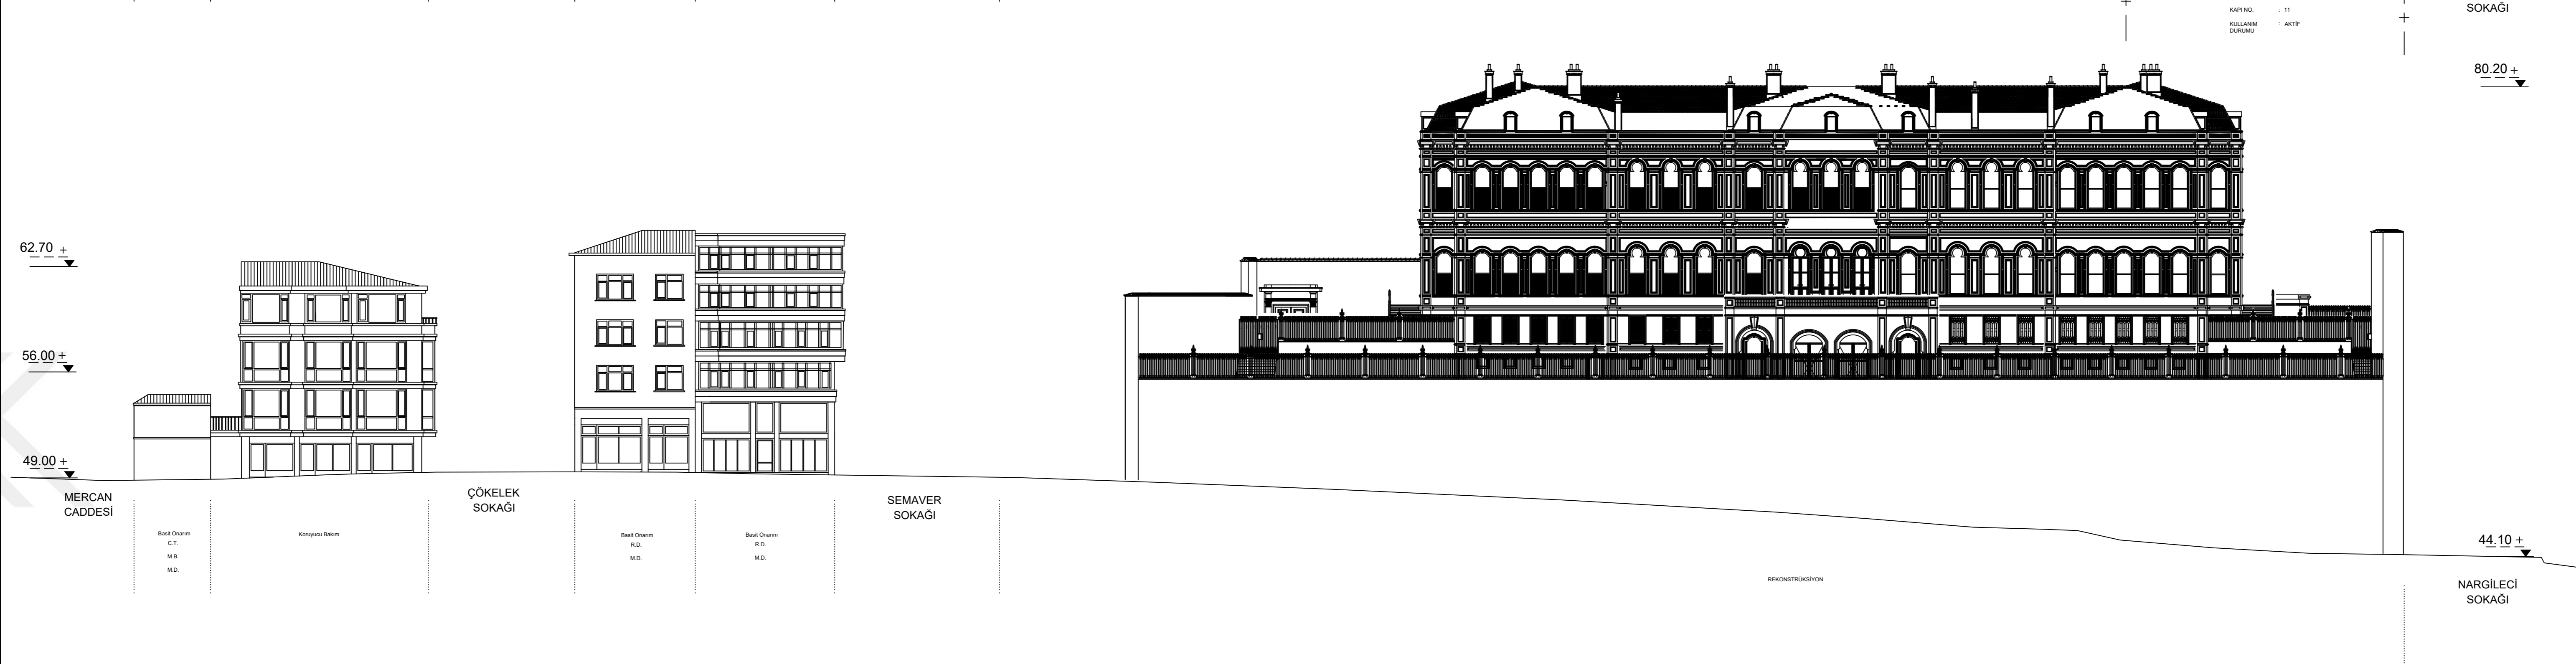 KAPI NO. : 11
KULLANIM : AKTİF
DURUMU
SOKAĞI
80.20 +
62.70 +
56.00 +
49.00 +
MERCAN
CADDESİ
ÇÖKELEK
SOKAĞI
SEMAVER
SOKAĞI
Basit Onarım
C.T.
M.B.
M.D.
Koruyucu Bakım
Basit Onarım
R.D.
M.D.
Basit Onarım
R.D.
M.D.
44.10 +
REKONSTRÜKSİYON
NARGİLECİ
SOKAĞI